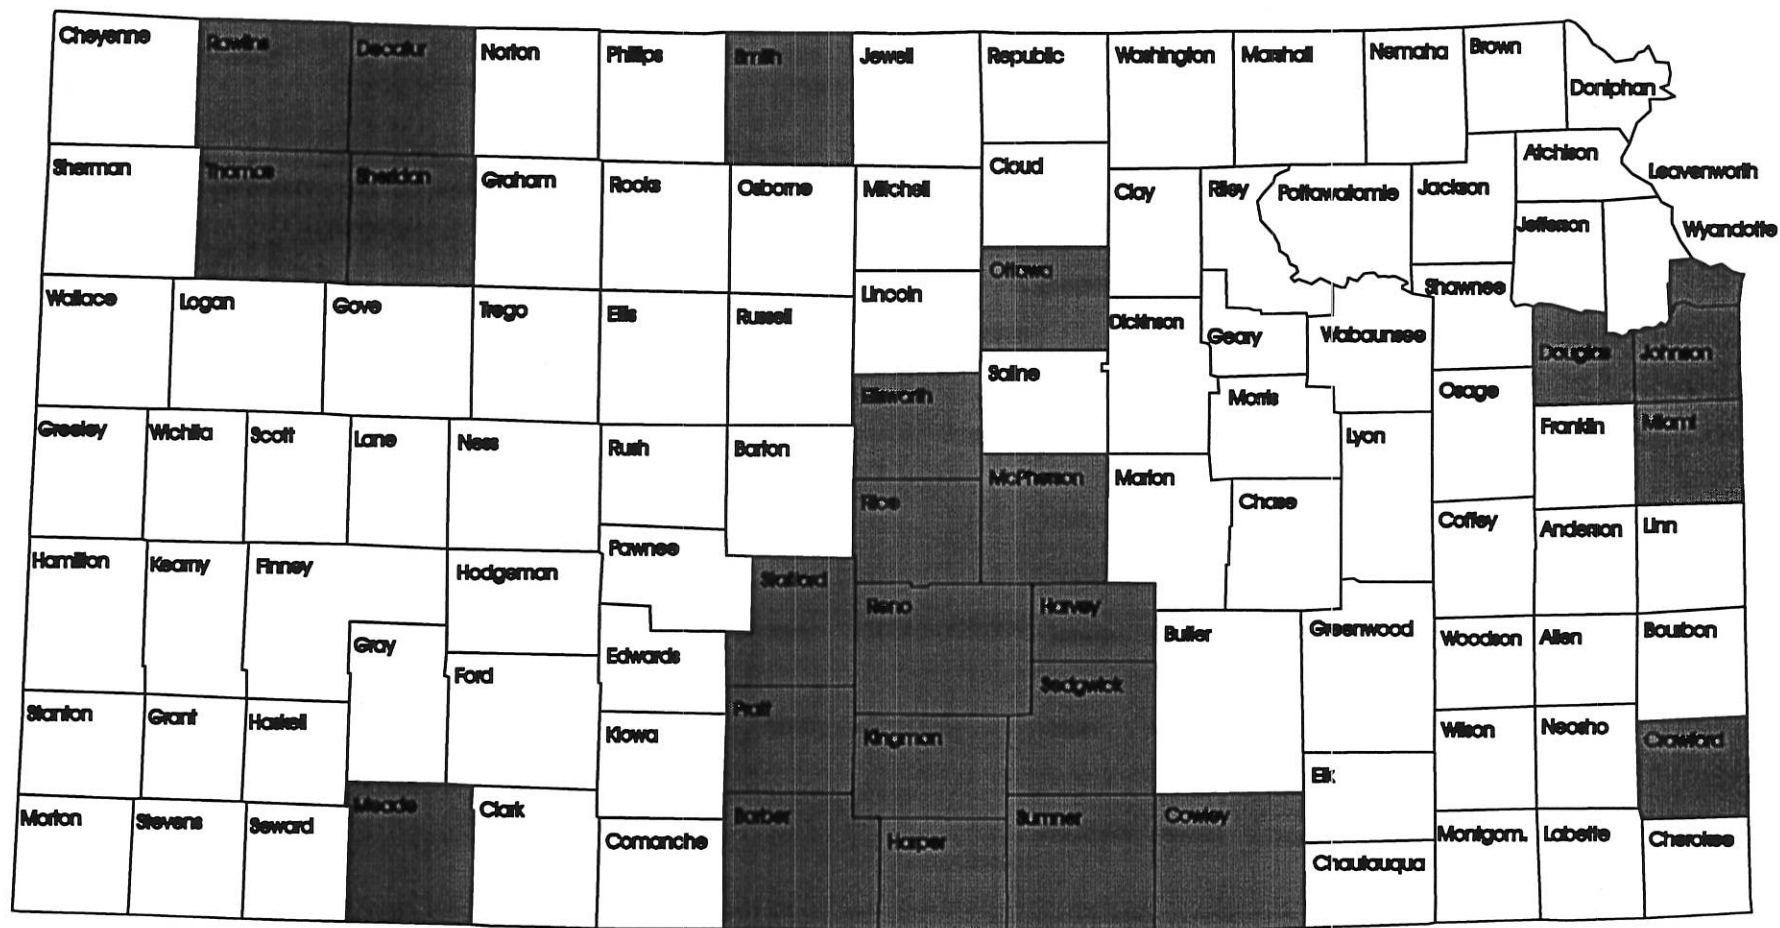 Cheyenne
Rawlins
Decatur
Norton
Phillips
Smith
Jewell
Republic
Washington
Marshall
Nemaha
Brown
Doniphan
Sherman
Thomas
Sheridan
Graham
Rooks
Osborne
Mitchell
Cloud
Clay
Riley
Pottawatomie
Jackson
Atchison
Leavenworth
Jefferson
Wyandotte
Wallace
Logan
Gove
Trego
Ellis
Russell
Lincoln
Ottawa
Dickinson
Geary
Wabaunsee
Shawnee
Douglas
Johnson
Ellsworth
Saline
Morris
Osage
Franklin
Miami
Greeley
Wichita
Scott
Lane
Ness
Rush
Barton
Rice
McPherson
Marion
Chase
Lyon
Coffey
Anderson
Linn
Hamilton
Kearny
Finney
Hodgeman
Pawnee
Stafford
Reno
Harvey
Butler
Greenwood
Woodson
Allen
Bourbon
Gray
Ford
Edwards
Sedgwick
Stanton
Grant
Haskell
Kiowa
Pratt
Kingman
Elk
Wilson
Neosho
Crawford
Morton
Stevens
Seward
Meade
Clark
Comanche
Barber
Harper
Sumner
Cowley
Chautauqua
Montgom.
Labette
Cherokee